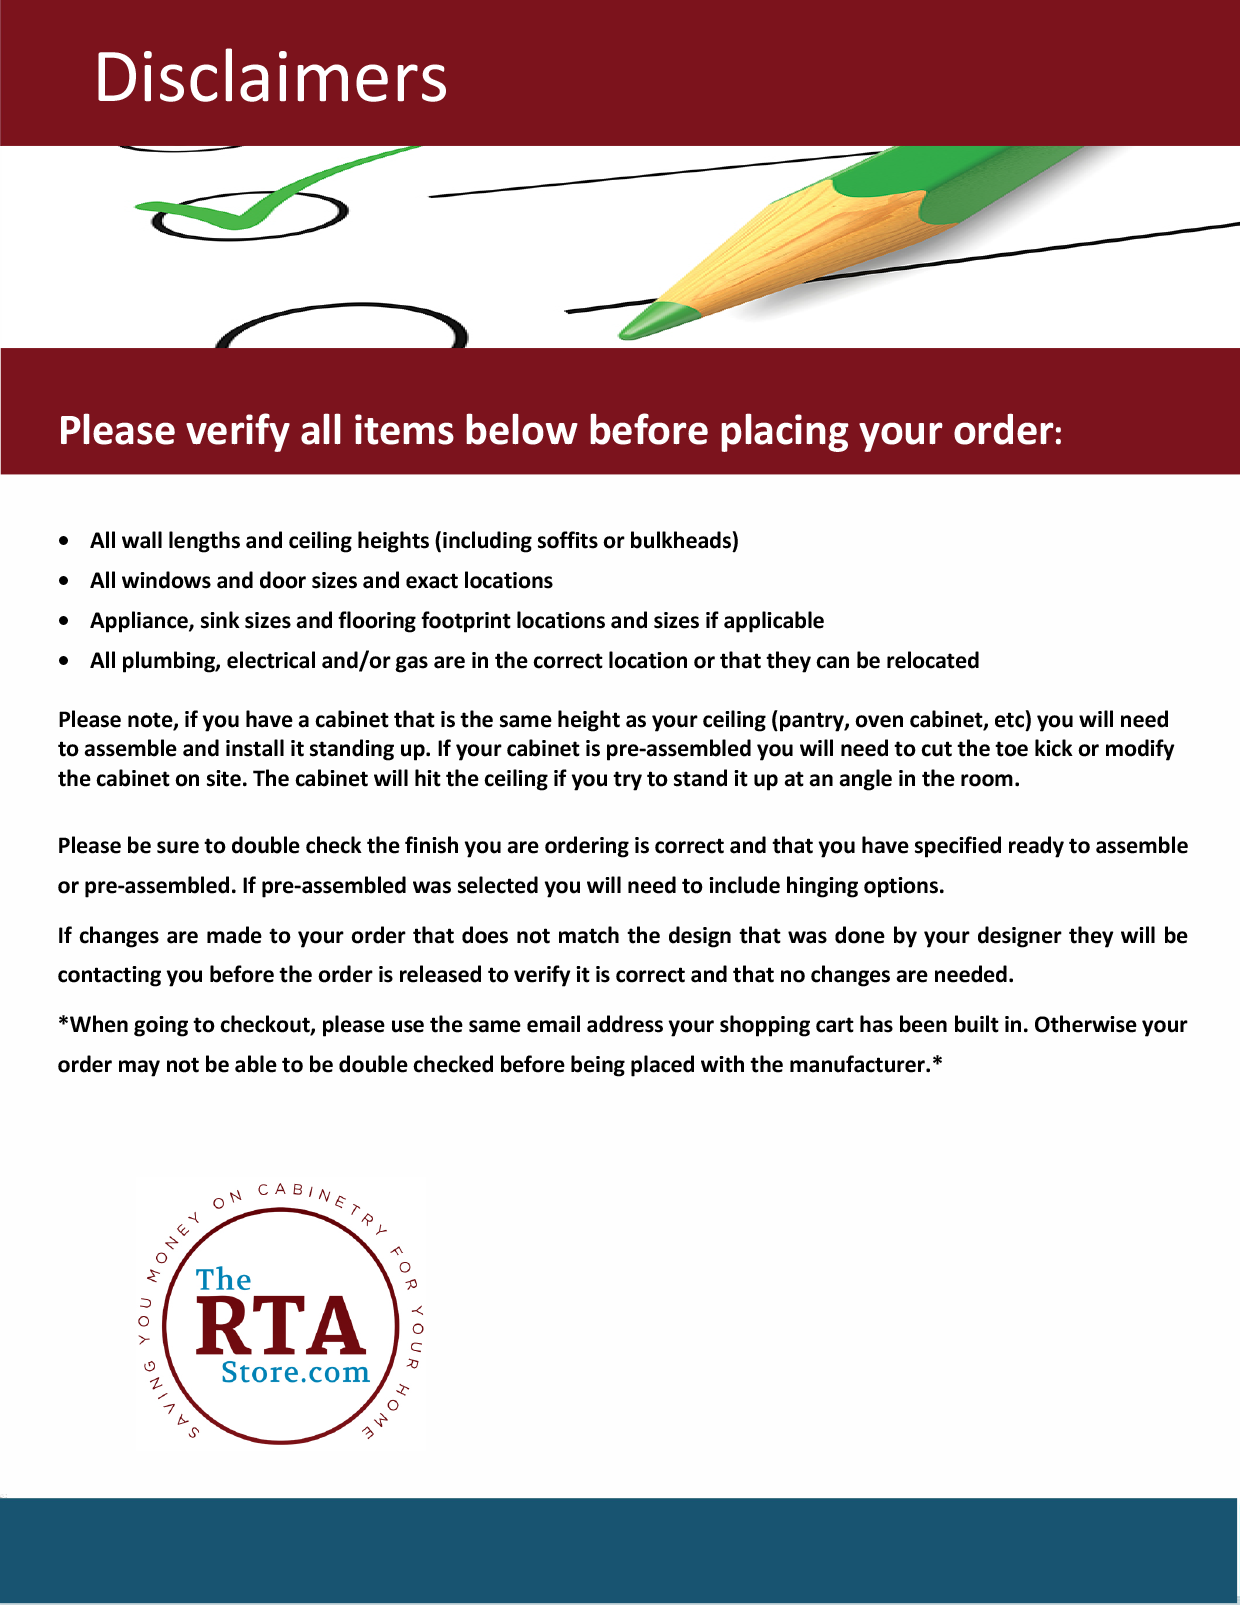 Disclaimers
Please verify all items below before placing your order:
• All wall lengths and ceiling heights (including soffits or bulkheads)
• All windows and door sizes and exact locations
• Appliance, sink sizes and flooring footprint locations and sizes if applicable
• All plumbing, electrical and/or gas are in the correct location or that they can be relocated
Please note, if you have a cabinet that is the same height as your ceiling (pantry, oven cabinet, etc) you will need
to assemble and install it standing up. If your cabinet is pre-assembled you will need to cut the toe kick or modify
the cabinet on site. The cabinet will hit the ceiling if you try to stand it up at an angle in the room.
Please be sure to double check the finish you are ordering is correct and that you have specified ready to assemble
or pre-assembled. If pre-assembled was selected you will need to include hinging options.
If changes are made to your order that does not match the design that was done by your designer they will be
contacting you before the order is released to verify it is correct and that no changes are needed.
*When going to checkout, please use the same email address your shopping cart has been built in. Otherwise your
order may not be able to be double checked before being placed with the manufacturer.*
SAVING YOU MONEY ON CABINETRY FOR YOUR HOME
The
RTA
Store.com